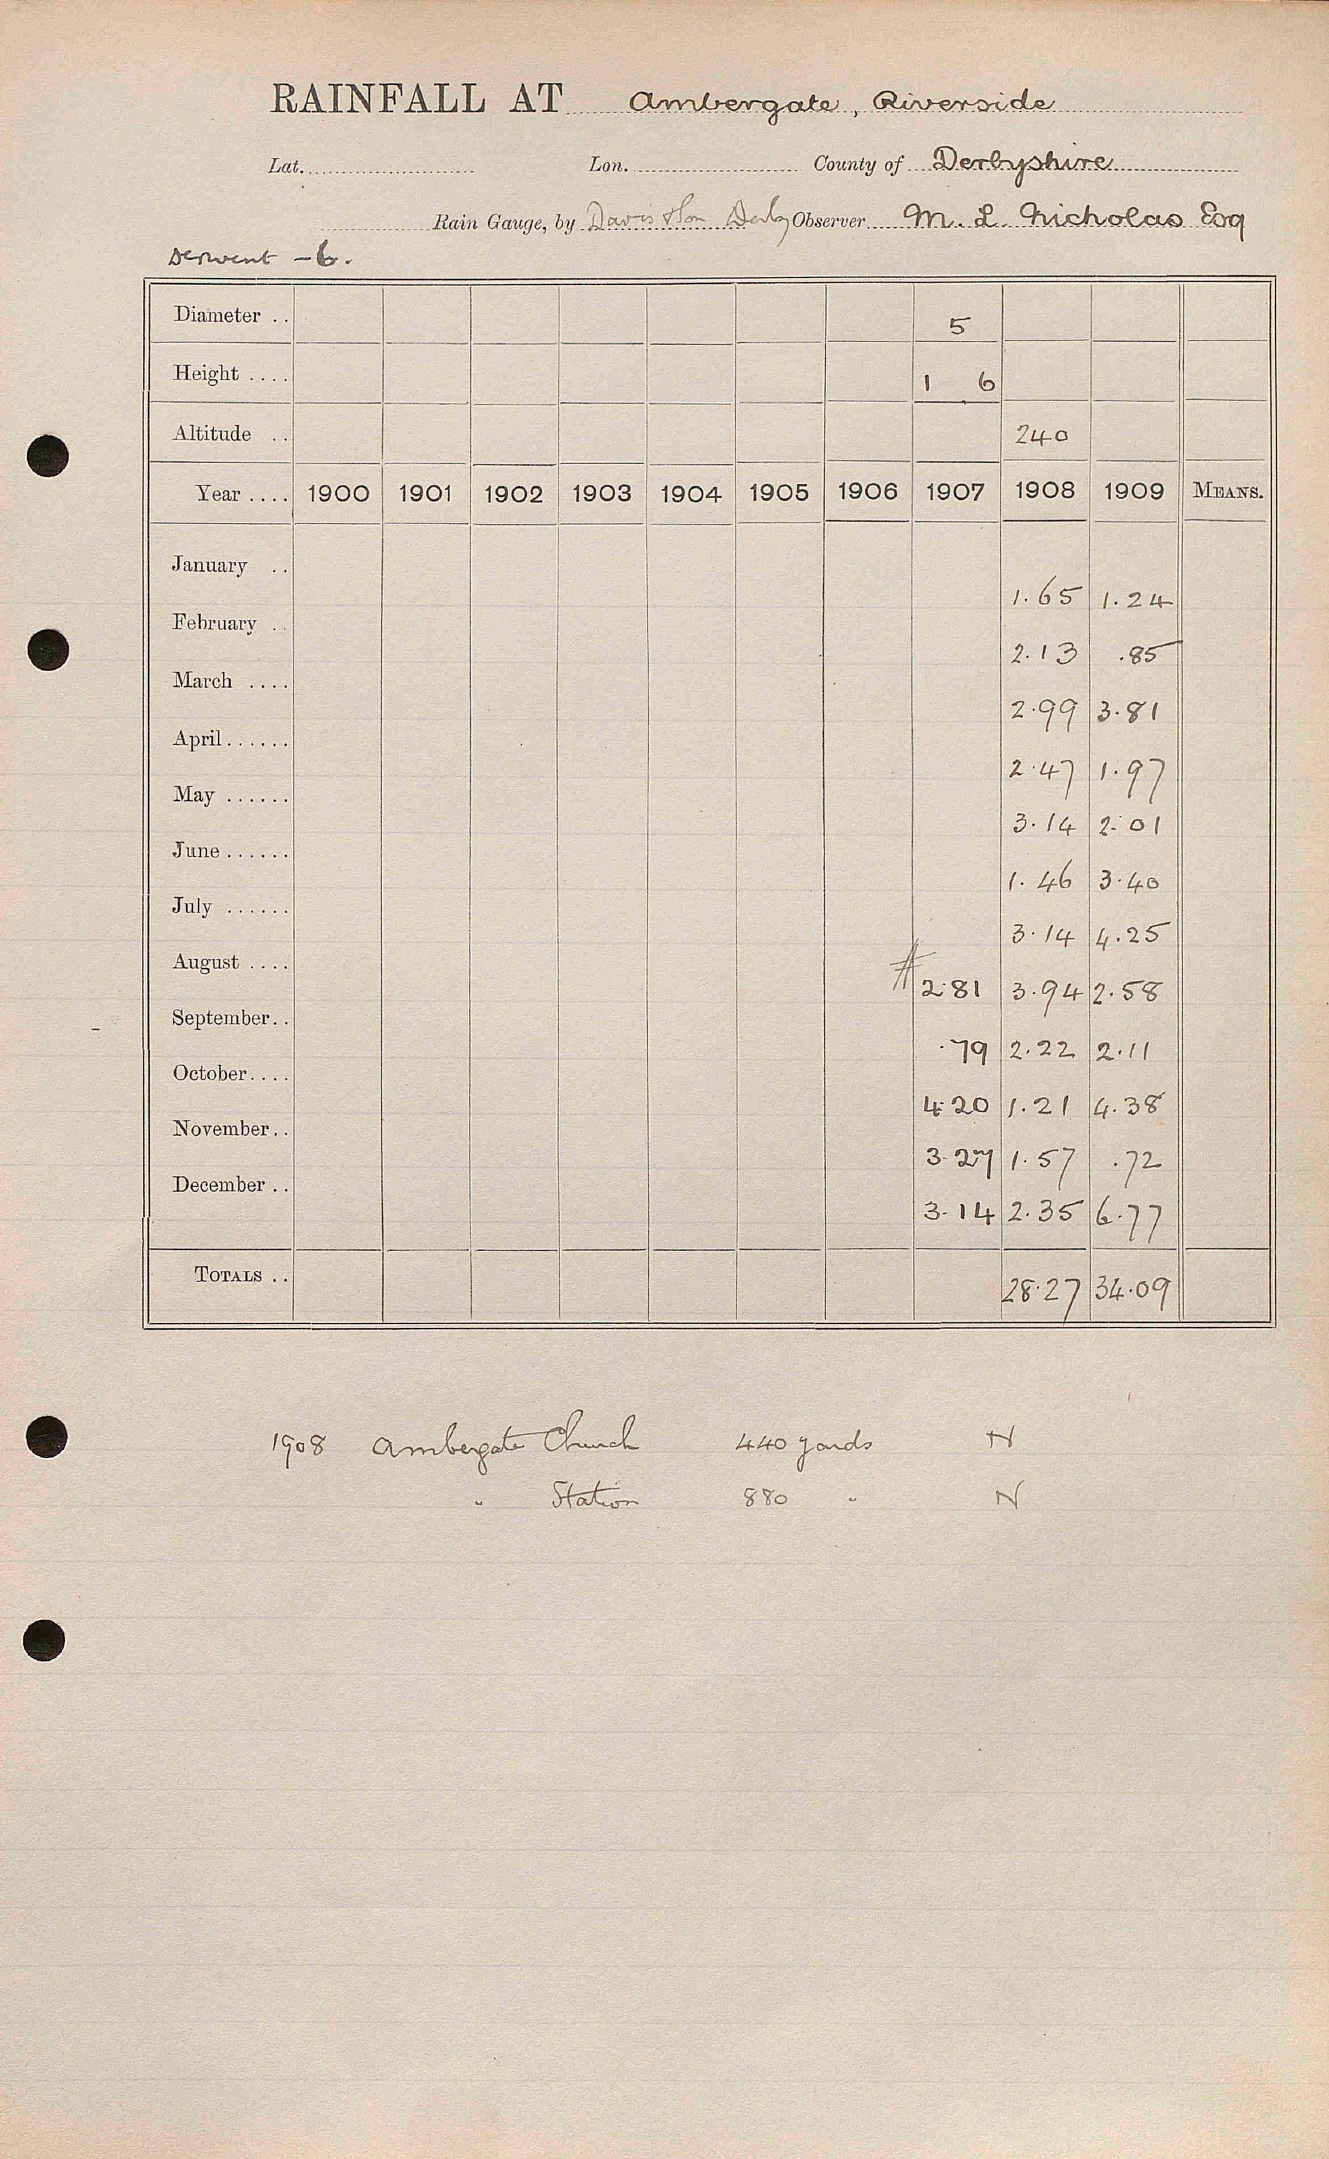 RAINFALL AT Ambergate, Riverside
Lat. Lon. County of Derbyshire
Rain Gauge, by Davis & Son Derby Observer M. L. Nicholas Esq
Derwent -6.
Diameter .. 5
Height .... 1 6
Altitude .. 240
Year .... 1900 1901 1902 1903 1904 1905 1906 1907 1908 1909 MEANS.
January .. 1.65 1.24
February .. 2.13 .85
March .... 2.99 3.81
April...... 2.47 1.97
May ...... 3.14 2.01
June...... 1.46 3.40
July ...... 3.14 4.25
August .... 2.81 3.94 2.58
September.. .79 2.22 2.11
October.... 4.20 1.21 4.38
November.. 3.27 1.57 .72
December .. 3.14 2.35 6.77
TOTALS .. 28.27 34.09
1908 Ambergate Church 440 yards N
" Station 880 " N